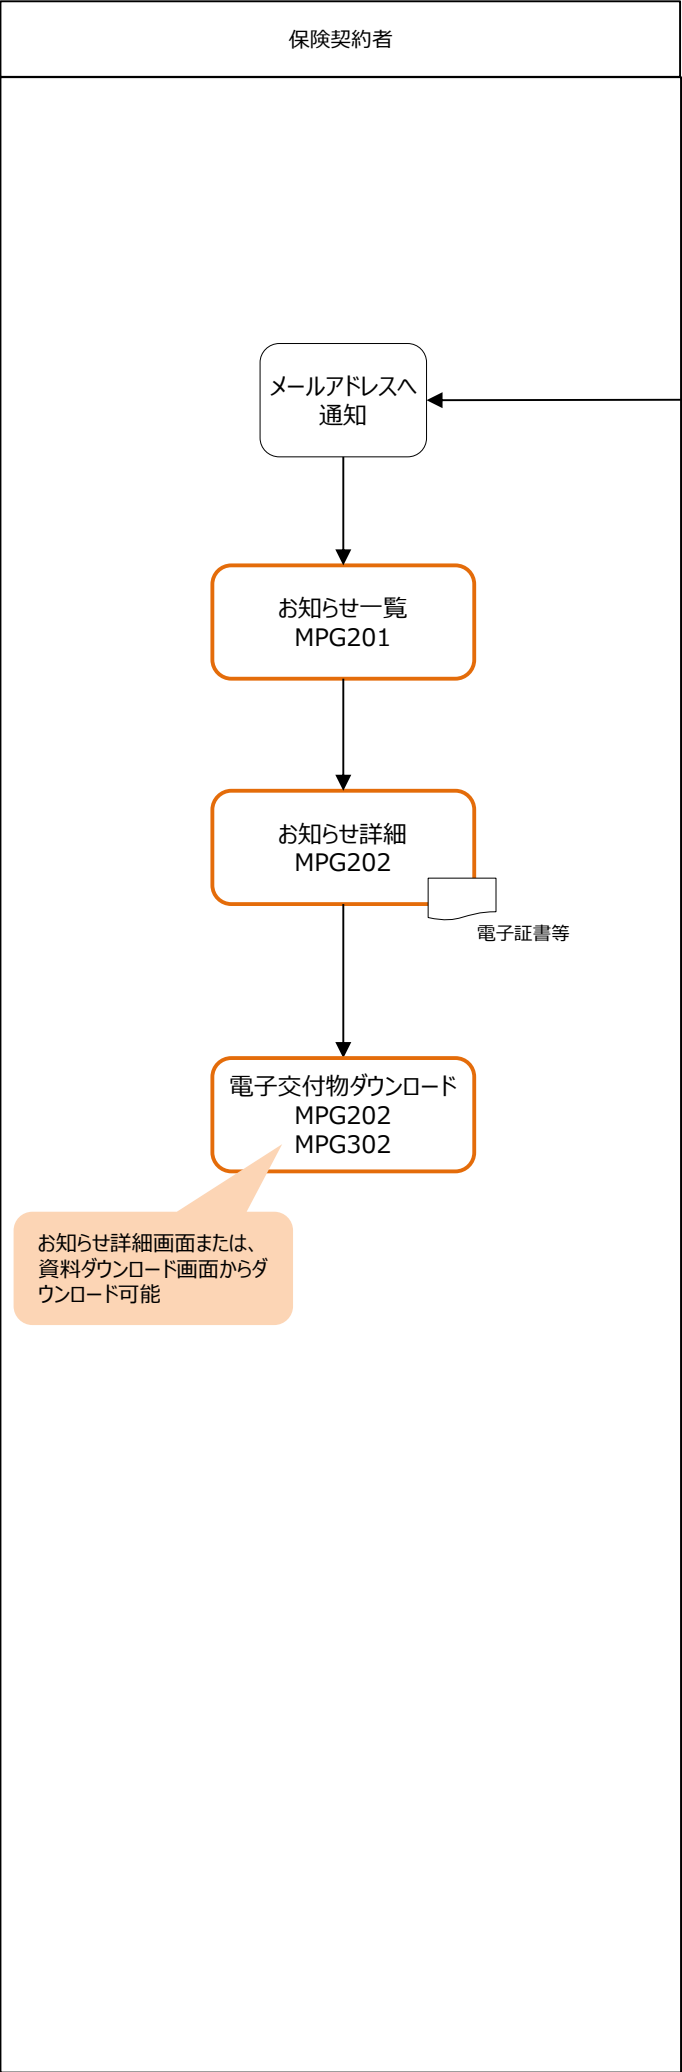 保険契約者
メールアドレスへ
通知
お知らせ一覧
MPG201
お知らせ詳細
MPG202
電子証書等
電子交付物ダウンロード
MPG202
MPG302
お知らせ詳細画面または、
資料ダウンロード画面からダ
ウンロード可能